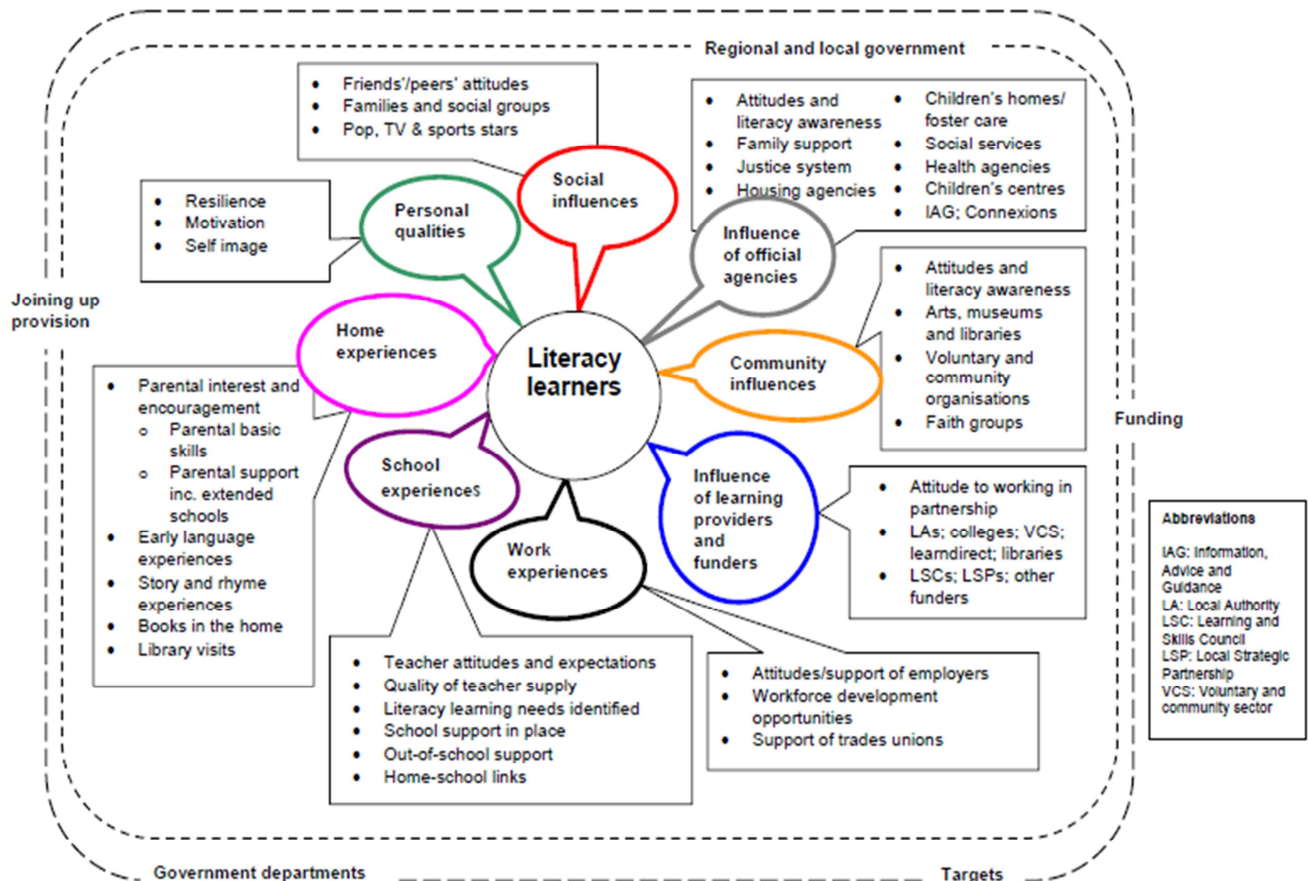 Regional and local government
• Friends'/peers' attitudes
• Families and social groups
• Pop, TV & sports stars
• Attitudes and
literacy awareness
• Family support
• Justice system
• Housing agencies
• Children's homes/
foster care
• Social services
• Health agencies
• Children's centres
• IAG; Connexions
Social
influences
• Resilience
• Motivation
• Self image
Personal
qualities
Influence
of official
agencies
Joining up
provision
Home
experiences
Literacy
learners
Community
influences
• Attitudes and
literacy awareness
• Arts, museums
and libraries
• Voluntary and
community
organisations
• Faith groups
Funding
• Parental interest and
encouragement
o Parental basic
skills
o Parental support
inc. extended
schools
• Early language
experiences
• Story and rhyme
experiences
• Books in the home
• Library visits
School
experiences
Work
experiences
Influence
of learning
providers
and
funders
• Attitude to working in
partnership
• LAs; colleges; VCS;
learndirect; libraries
• LSCs; LSPs; other
funders
Abbreviations
IAG: Information,
Advice and
Guidance
LA: Local Authority
LSC: Learning and
Skills Council
LSP: Local Strategic
Partnership
VCS: Voluntary and
community sector
• Teacher attitudes and expectations
• Quality of teacher supply
• Literacy learning needs identified
• School support in place
• Out-of-school support
• Home-school links
• Attitudes/support of employers
• Workforce development
opportunities
• Support of trades unions
Government departments
Targets